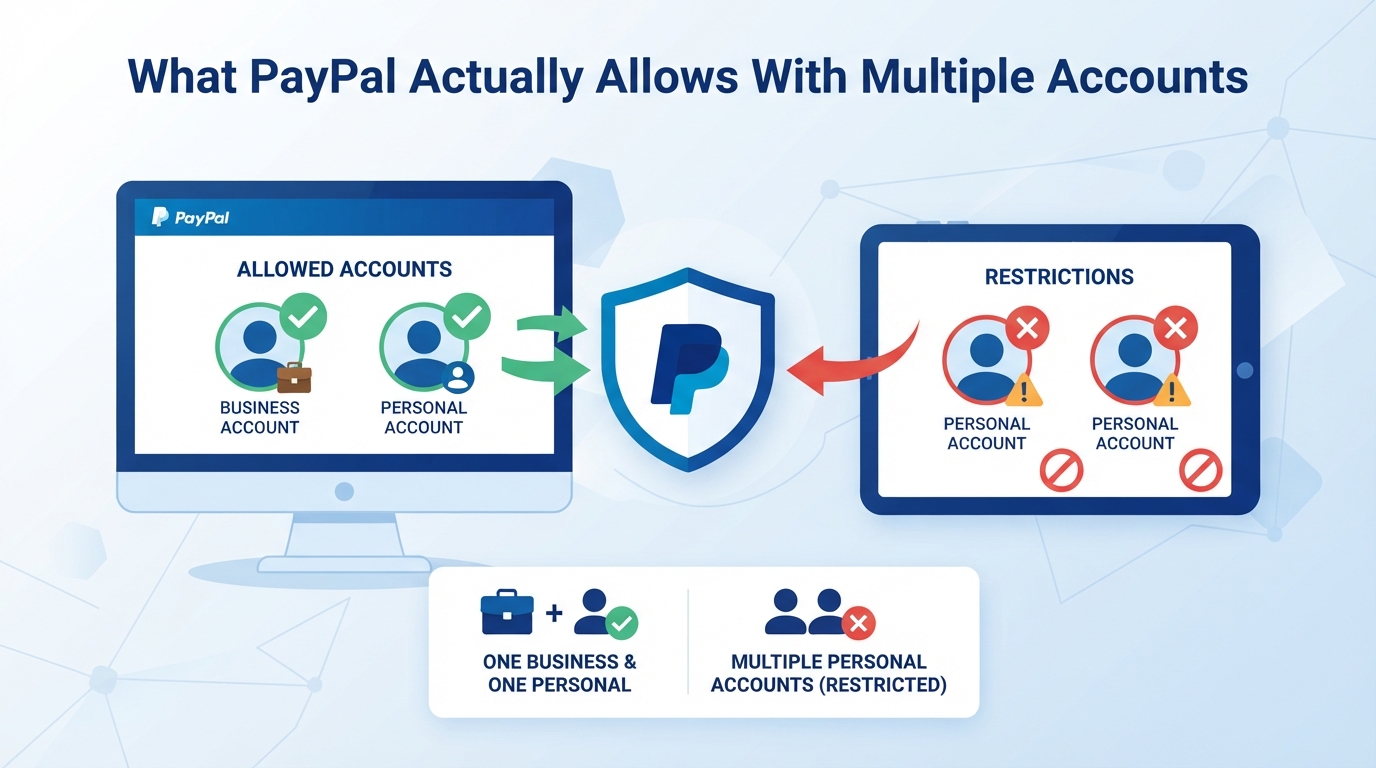 What PayPal Actually Allows With Multiple Accounts
PayPal
ALLOWED ACCOUNTS
BUSINESS
ACCOUNT
PERSONAL
ACCOUNT
RESTRICTIONS
PERSONAL
ACCOUNT
PERSONAL
ACCOUNT
ONE BUSINESS &
ONE PERSONAL
MULTIPLE PERSONAL
ACCOUNTS (RESTRICTED)